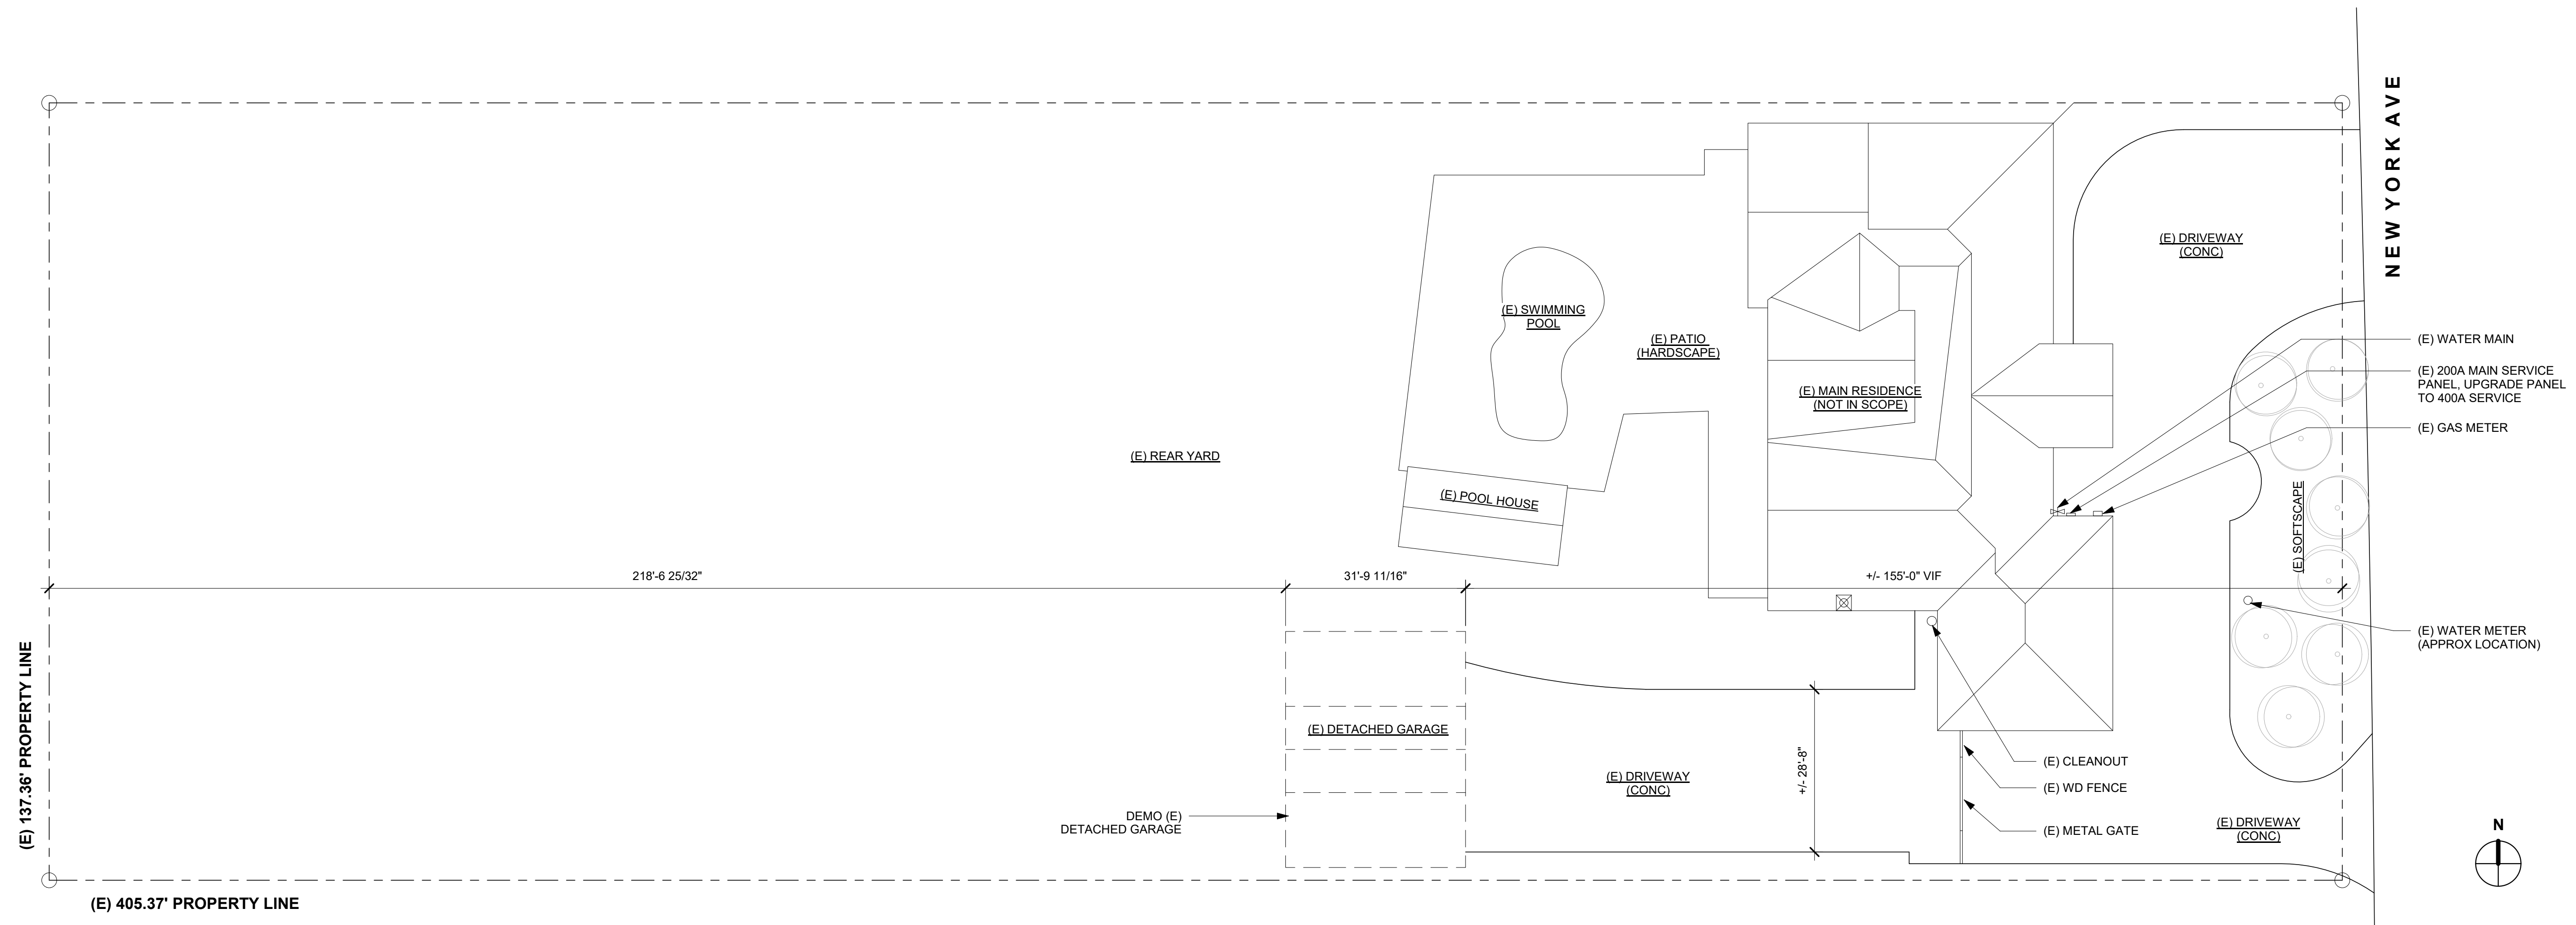 NEW YORK AVE
(E) DRIVEWAY
(CONC)
(E) SWIMMING
POOL
(E) PATIO
(HARDSCAPE)
(E) WATER MAIN
(E) 200A MAIN SERVICE
PANEL, UPGRADE PANEL
TO 400A SERVICE
(E) MAIN RESIDENCE
(NOT IN SCOPE)
(E) GAS METER
(E) REAR YARD
(E) POOL HOUSE
(E) SOFTSCAPE
218'-6 25/32"
31'-9 11/16"
+/- 155'-0" VIF
(E) WATER METER
(APPROX LOCATION)
(E) 137.36' PROPERTY LINE
(E) DETACHED GARAGE
+/- 28'-8"
(E) DRIVEWAY
(CONC)
(E) CLEANOUT
(E) WD FENCE
(E) METAL GATE
DEMO (E)
DETACHED GARAGE
(E) DRIVEWAY
(CONC)
N
(E) 405.37' PROPERTY LINE